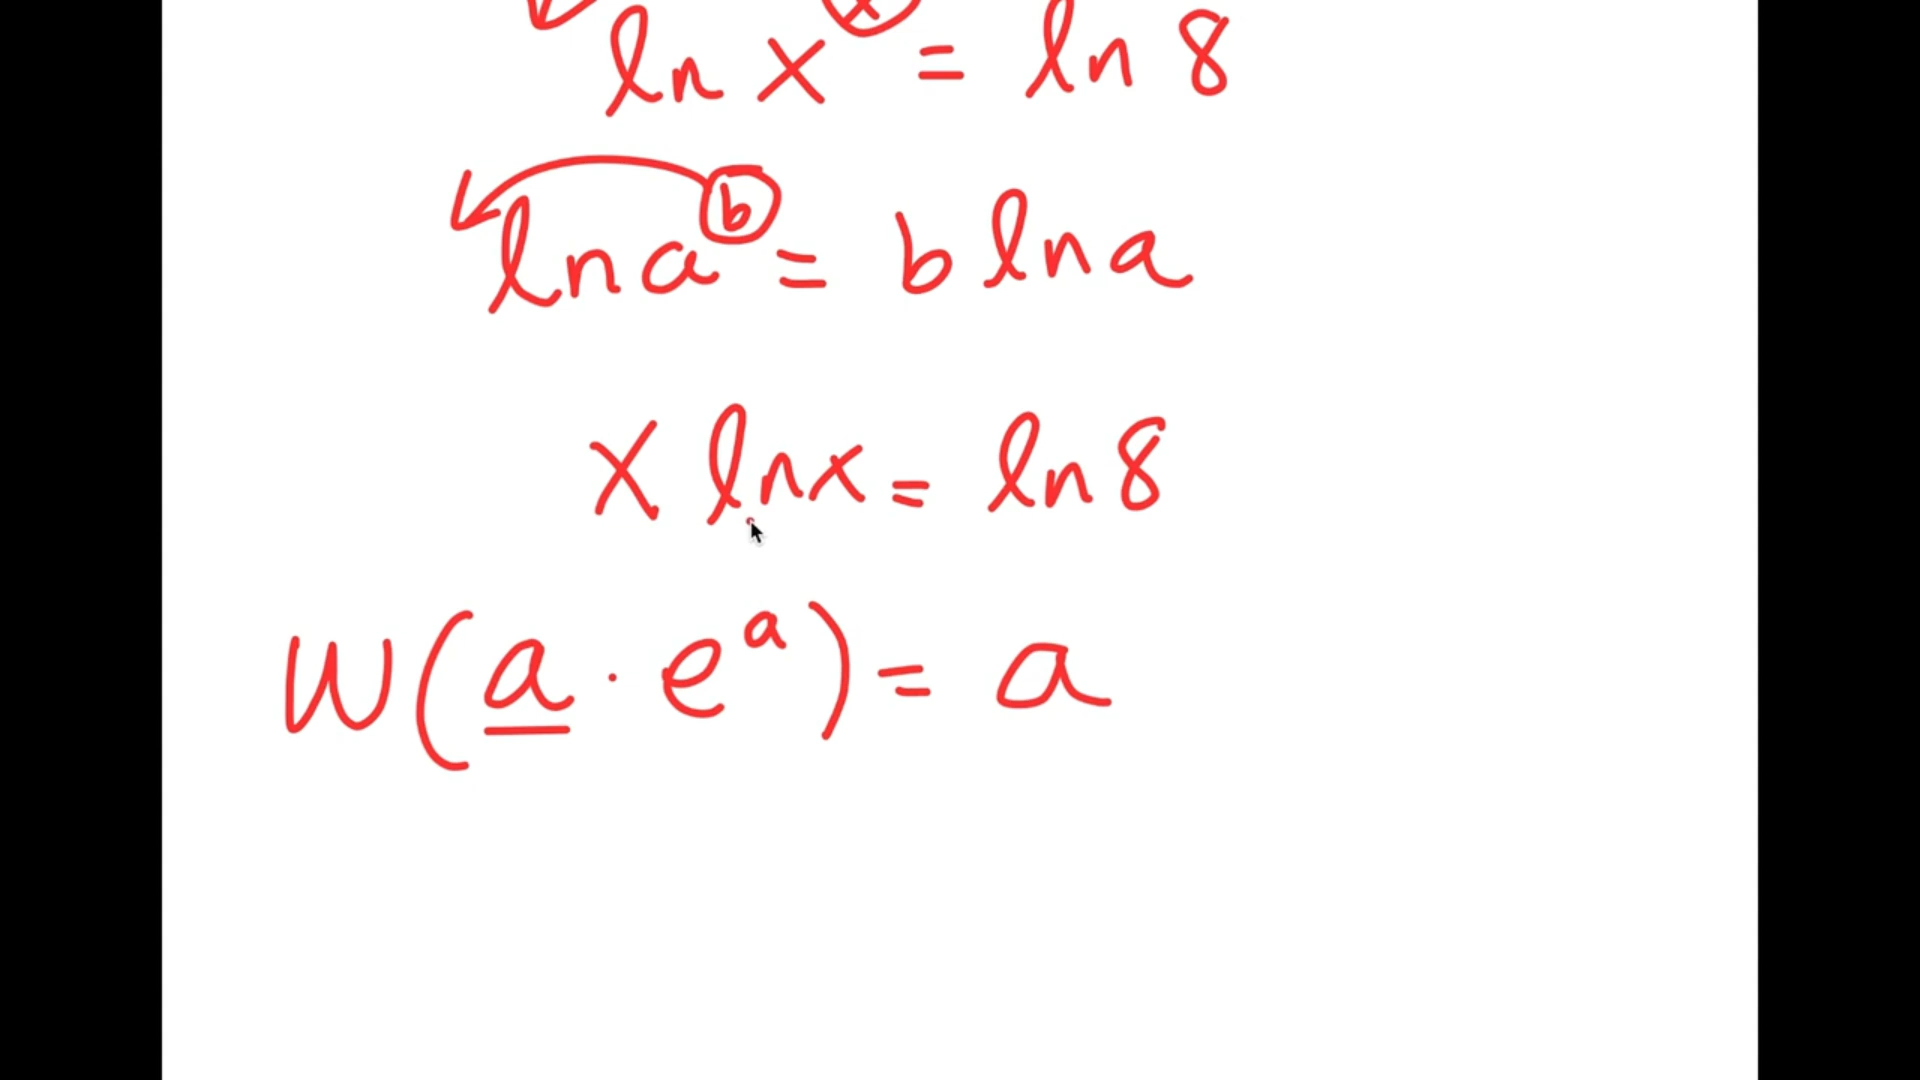 ln x^x = ln 8
ln a^b = b ln a
x ln x = ln 8
W(a · e^a) = a